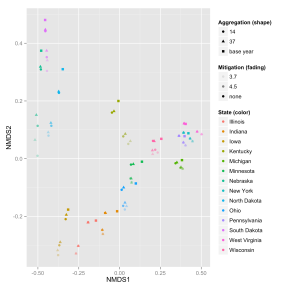 Aggregation (shape)
14
37
base year
Mitigation (fading)
3.7
4.5
none
State (color)
Illinois
Indiana
Iowa
Kentucky
Michigan
Minnesota
Nebraska
New York
North Dakota
Ohio
Pennsylvania
South Dakota
West Virginia
Wisconsin
NMDS2
0.4
0.2
0.0
-0.2
-0.50
-0.25
0.00
0.25
0.50
NMDS1